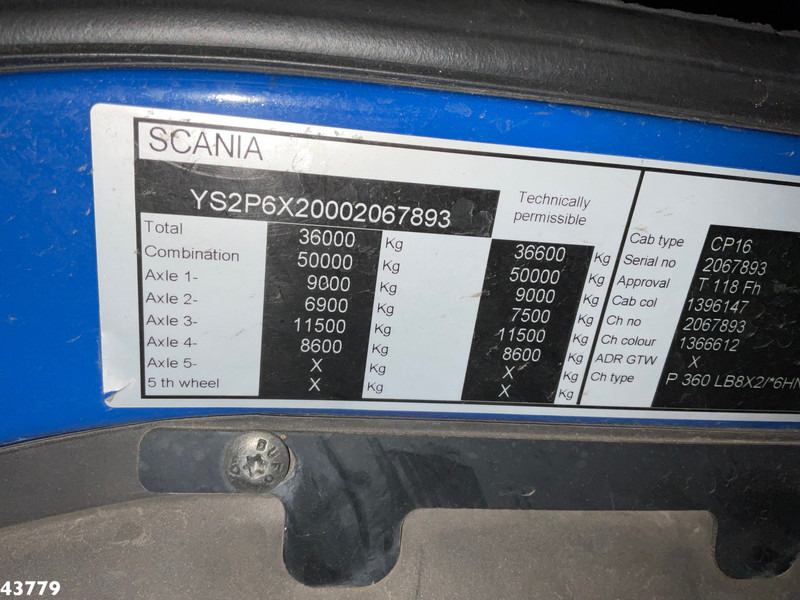 SCANIA
YS2P6X20002067893
Technically
permissible
Total 36000 Kg 36600 Kg
Combination 50000 Kg 50000 Kg
Axle 1- 9000 Kg 9000 Kg
Axle 2- 6900 Kg 7500 Kg
Axle 3- 11500 Kg 11500 Kg
Axle 4- 8600 Kg 8600 Kg
Axle 5- X Kg X Kg
5 th wheel X Kg X Kg
Cab type CP16
Serial no 2067893
Approval T 118 Fh
Cab col 1396147
Ch no 2067893
Ch colour 1366612
ADR GTW X
Ch type P 360 LB8X2/*6HN
43779